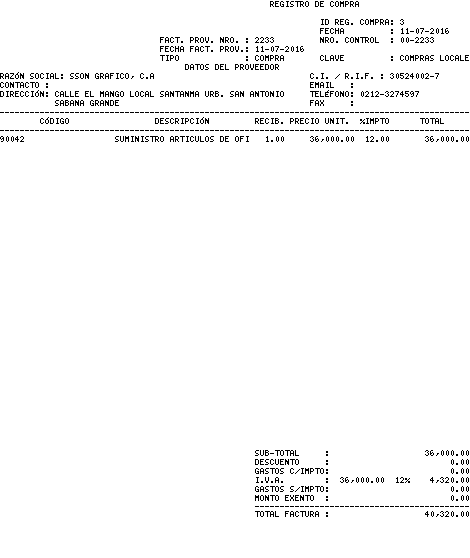 REGISTRO DE COMPRA
ID REG. COMPRA: 3
FECHA : 11-07-2016
FACT. PROV. NRO. : 2233 NRO. CONTROL : 00-2233
FECHA FACT. PROV.: 11-07-2016
TIPO : COMPRA CLAVE : COMPRAS LOCALE
DATOS DEL PROVEEDOR
RAZÓN SOCIAL: SSON GRAFICO, C.A C.I. / R.I.F. : 30524002-7
CONTACTO : EMAIL :
DIRECCIÓN: CALLE EL MANGO LOCAL SANTANMA URB. SAN ANTONIO TELÉFONO: 0212-3274597
SABANA GRANDE FAX :
CÓDIGO DESCRIPCIÓN RECIB. PRECIO UNIT. %IMPTO TOTAL
90042 SUMINISTRO ARTICULOS DE OFI 1.00 36,000.00 12.00 36,000.00
SUB-TOTAL : 36,000.00
DESCUENTO : 0.00
GASTOS C/IMPTO: 0.00
I.V.A. : 36,000.00 12% 4,320.00
GASTOS S/IMPTO: 0.00
MONTO EXENTO : 0.00
TOTAL FACTURA : 40,320.00